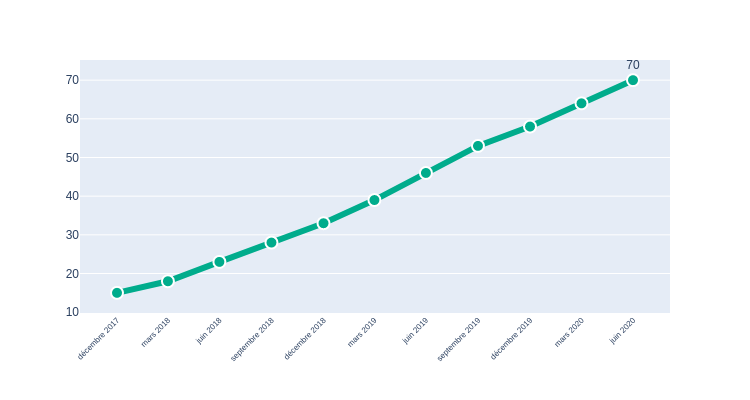 70
70
60
50
40
30
20
10
décembre 2017
mars 2018
juin 2018
septembre 2018
décembre 2018
mars 2019
juin 2019
septembre 2019
décembre 2019
mars 2020
juin 2020